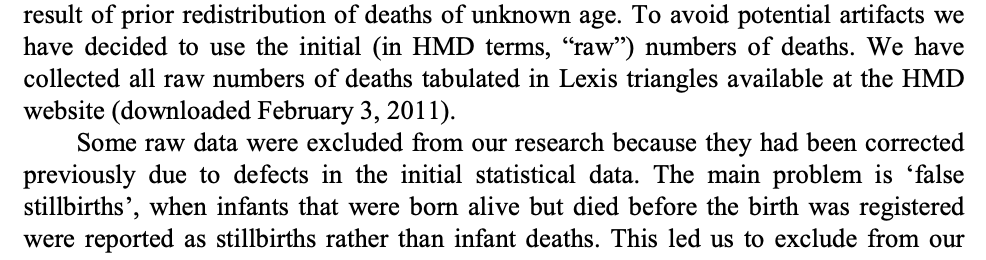 result of prior redistribution of deaths of unknown age. To avoid potential artifacts we
have decided to use the initial (in HMD terms, “raw”) numbers of deaths. We have
collected all raw numbers of deaths tabulated in Lexis triangles available at the HMD
website (downloaded February 3, 2011).
Some raw data were excluded from our research because they had been corrected
previously due to defects in the initial statistical data. The main problem is ‘false
stillbirths’, when infants that were born alive but died before the birth was registered
were reported as stillbirths rather than infant deaths. This led us to exclude from our